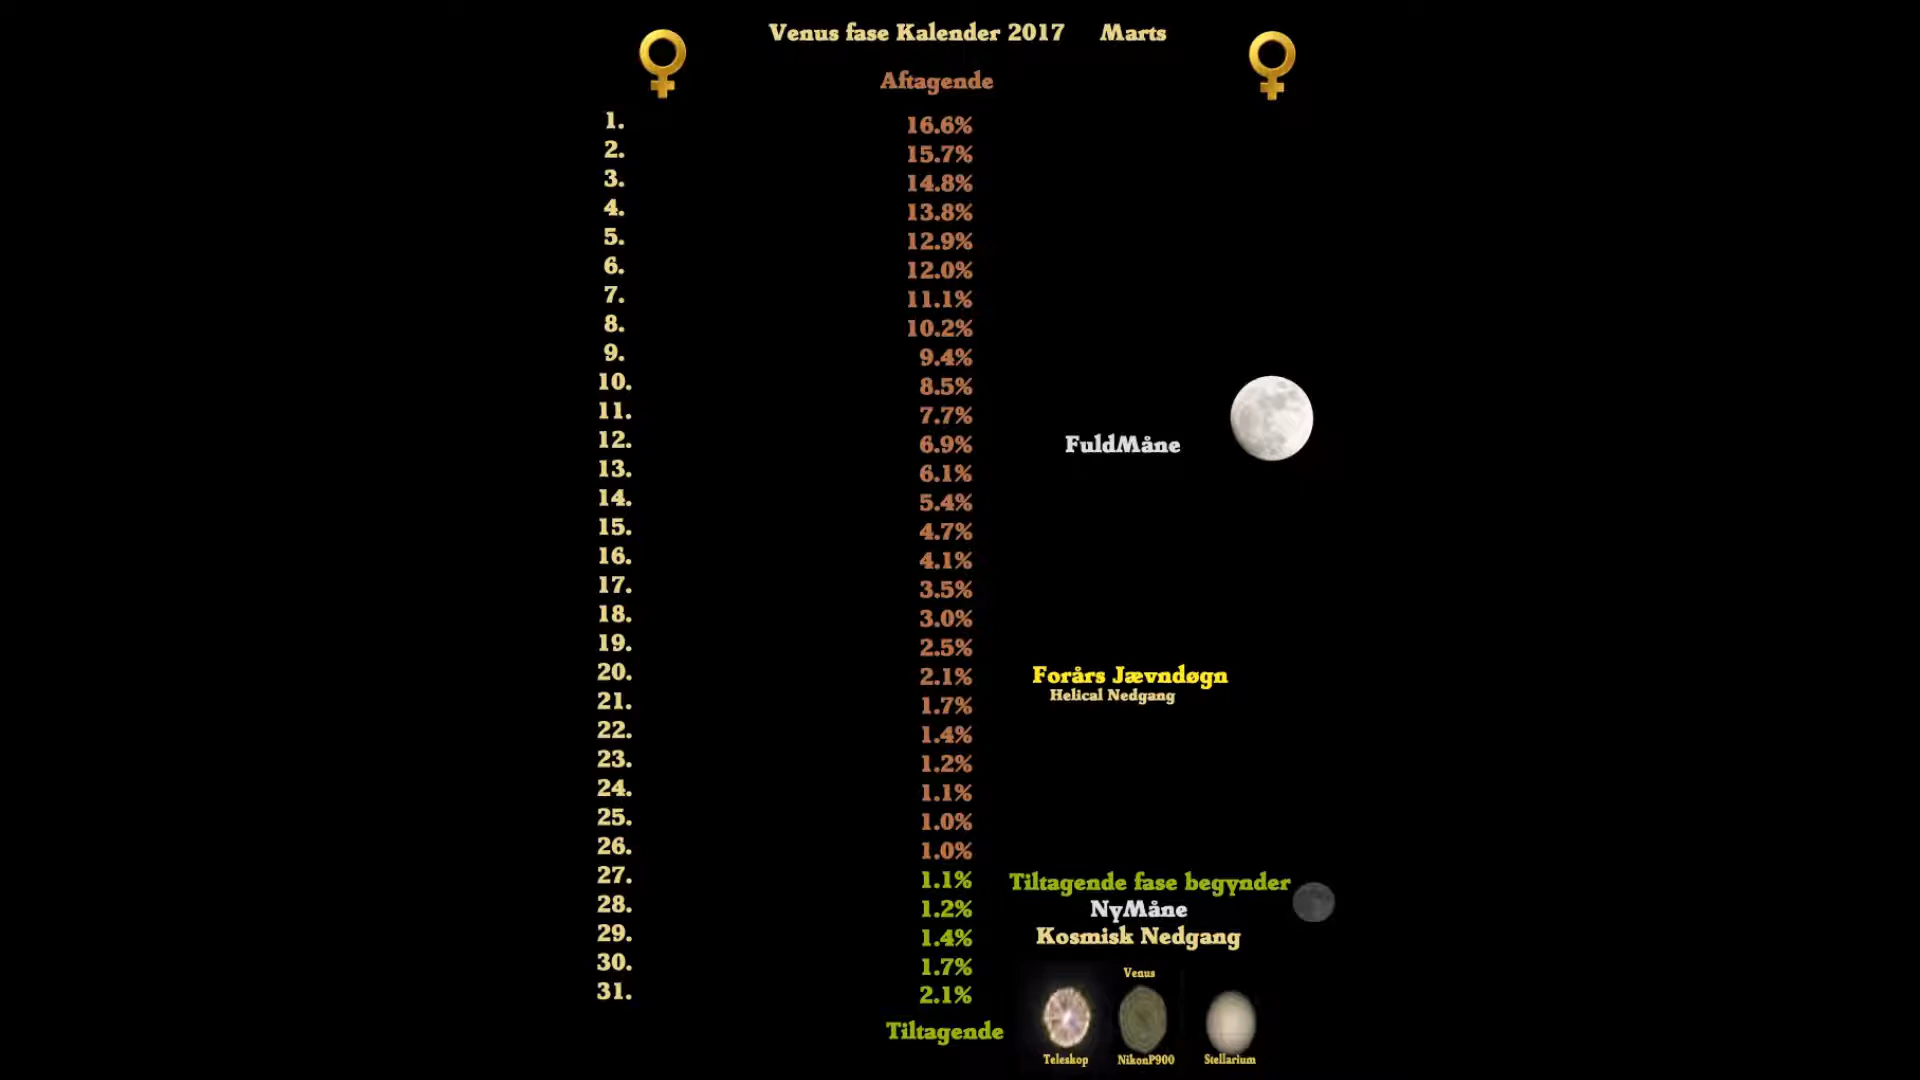 Venus fase Kalender 2017 Marts
Aftagende
1. 16.6%
2. 15.7%
3. 14.8%
4. 13.8%
5. 12.9%
6. 12.0%
7. 11.1%
8. 10.2%
9. 9.4%
10. 8.5%
11. 7.7%
12. 6.9% FuldMåne
13. 6.1%
14. 5.4%
15. 4.7%
16. 4.1%
17. 3.5%
18. 3.0%
19. 2.5%
20. 2.1% Forårs Jævndøgn
Helical Nedgang
21. 1.7%
22. 1.4%
23. 1.2%
24. 1.1%
25. 1.0%
26. 1.0%
27. 1.1% Tiltagende fase begynder
28. 1.2% NyMåne
29. 1.4% Kosmisk Nedgang
30. 1.7% Venus
31. 2.1%
Tiltagende
Teleskop NikonP900 Stellarium